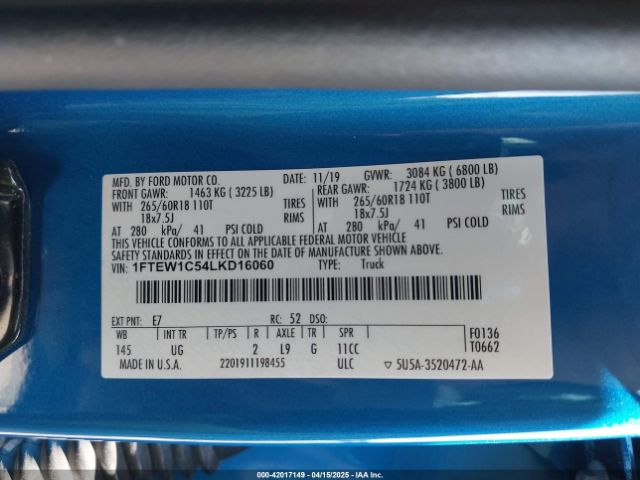 MFD. BY FORD MOTOR CO. DATE: 11/19 GVWR: 3084 KG ( 6800 LB)
FRONT GAWR: 1463 KG ( 3225 LB) REAR GAWR: 1724 KG ( 3800 LB)
WITH 265/60R18 110T TIRES WITH 265/60R18 110T TIRES
18x7.5J RIMS 18x7.5J RIMS
AT 280 kPa/ 41 PSI COLD AT 280 kPa/ 41 PSI COLD
THIS VEHICLE CONFORMS TO ALL APPLICABLE FEDERAL MOTOR VEHICLE
SAFETY STANDARDS IN EFFECT ON THE DATE OF MANUFACTURE SHOWN ABOVE.
VIN: 1FTEW1C54LKD16060 TYPE: Truck
EXT PNT: E7 RC: 52 DSO: F0136
WB INT TR TP/PS R AXLE TR SPR T0662
145 UG 2 L9 G 11CC
MADE IN U.S.A. 2201911198455 ULC ▽ 5U5A-3520472-AA
000-42017149 - 04/15/2025 - IAA Inc.